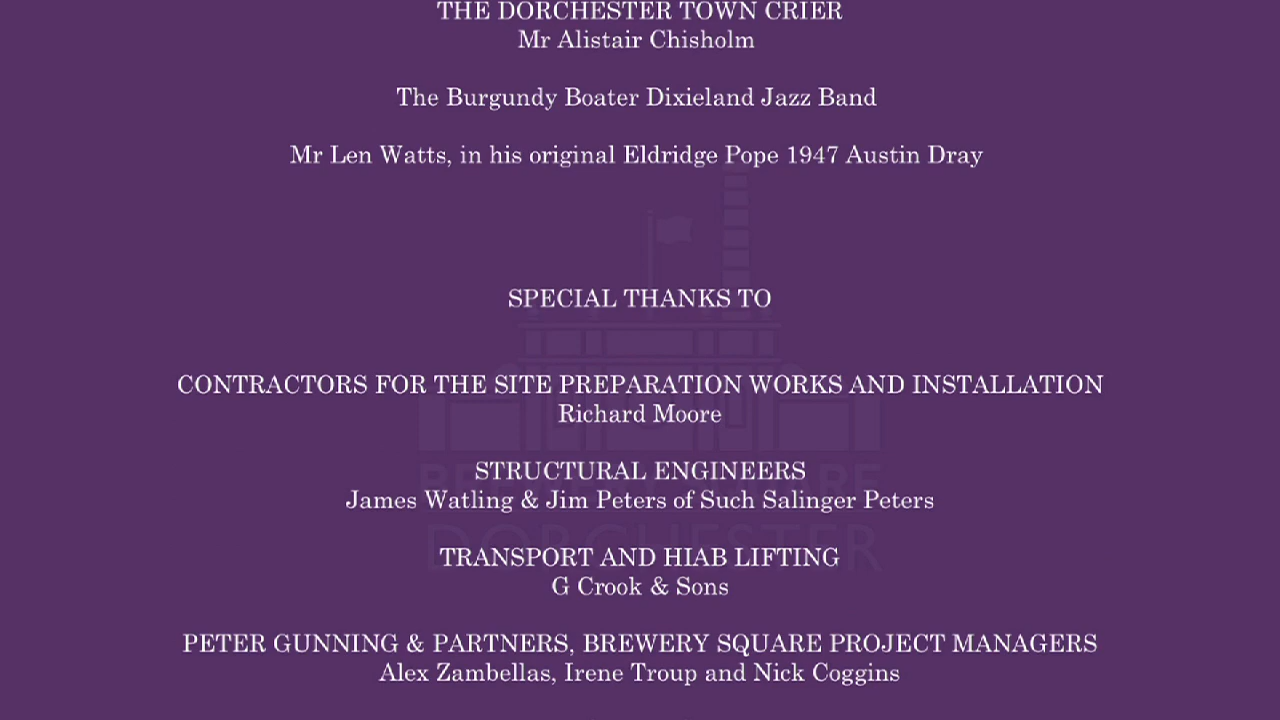 THE DORCHESTER TOWN CRIER
Mr Alistair Chisholm
The Burgundy Boater Dixieland Jazz Band
Mr Len Watts, in his original Eldridge Pope 1947 Austin Dray
SPECIAL THANKS TO
CONTRACTORS FOR THE SITE PREPARATION WORKS AND INSTALLATION
Richard Moore
BREWERY SQUARE
STRUCTURAL ENGINEERS
James Watling & Jim Peters of Such Salinger Peters
DORCHESTER
TRANSPORT AND HIAB LIFTING
G Crook & Sons
PETER GUNNING & PARTNERS, BREWERY SQUARE PROJECT MANAGERS
Alex Zambellas, Irene Troup and Nick Coggins